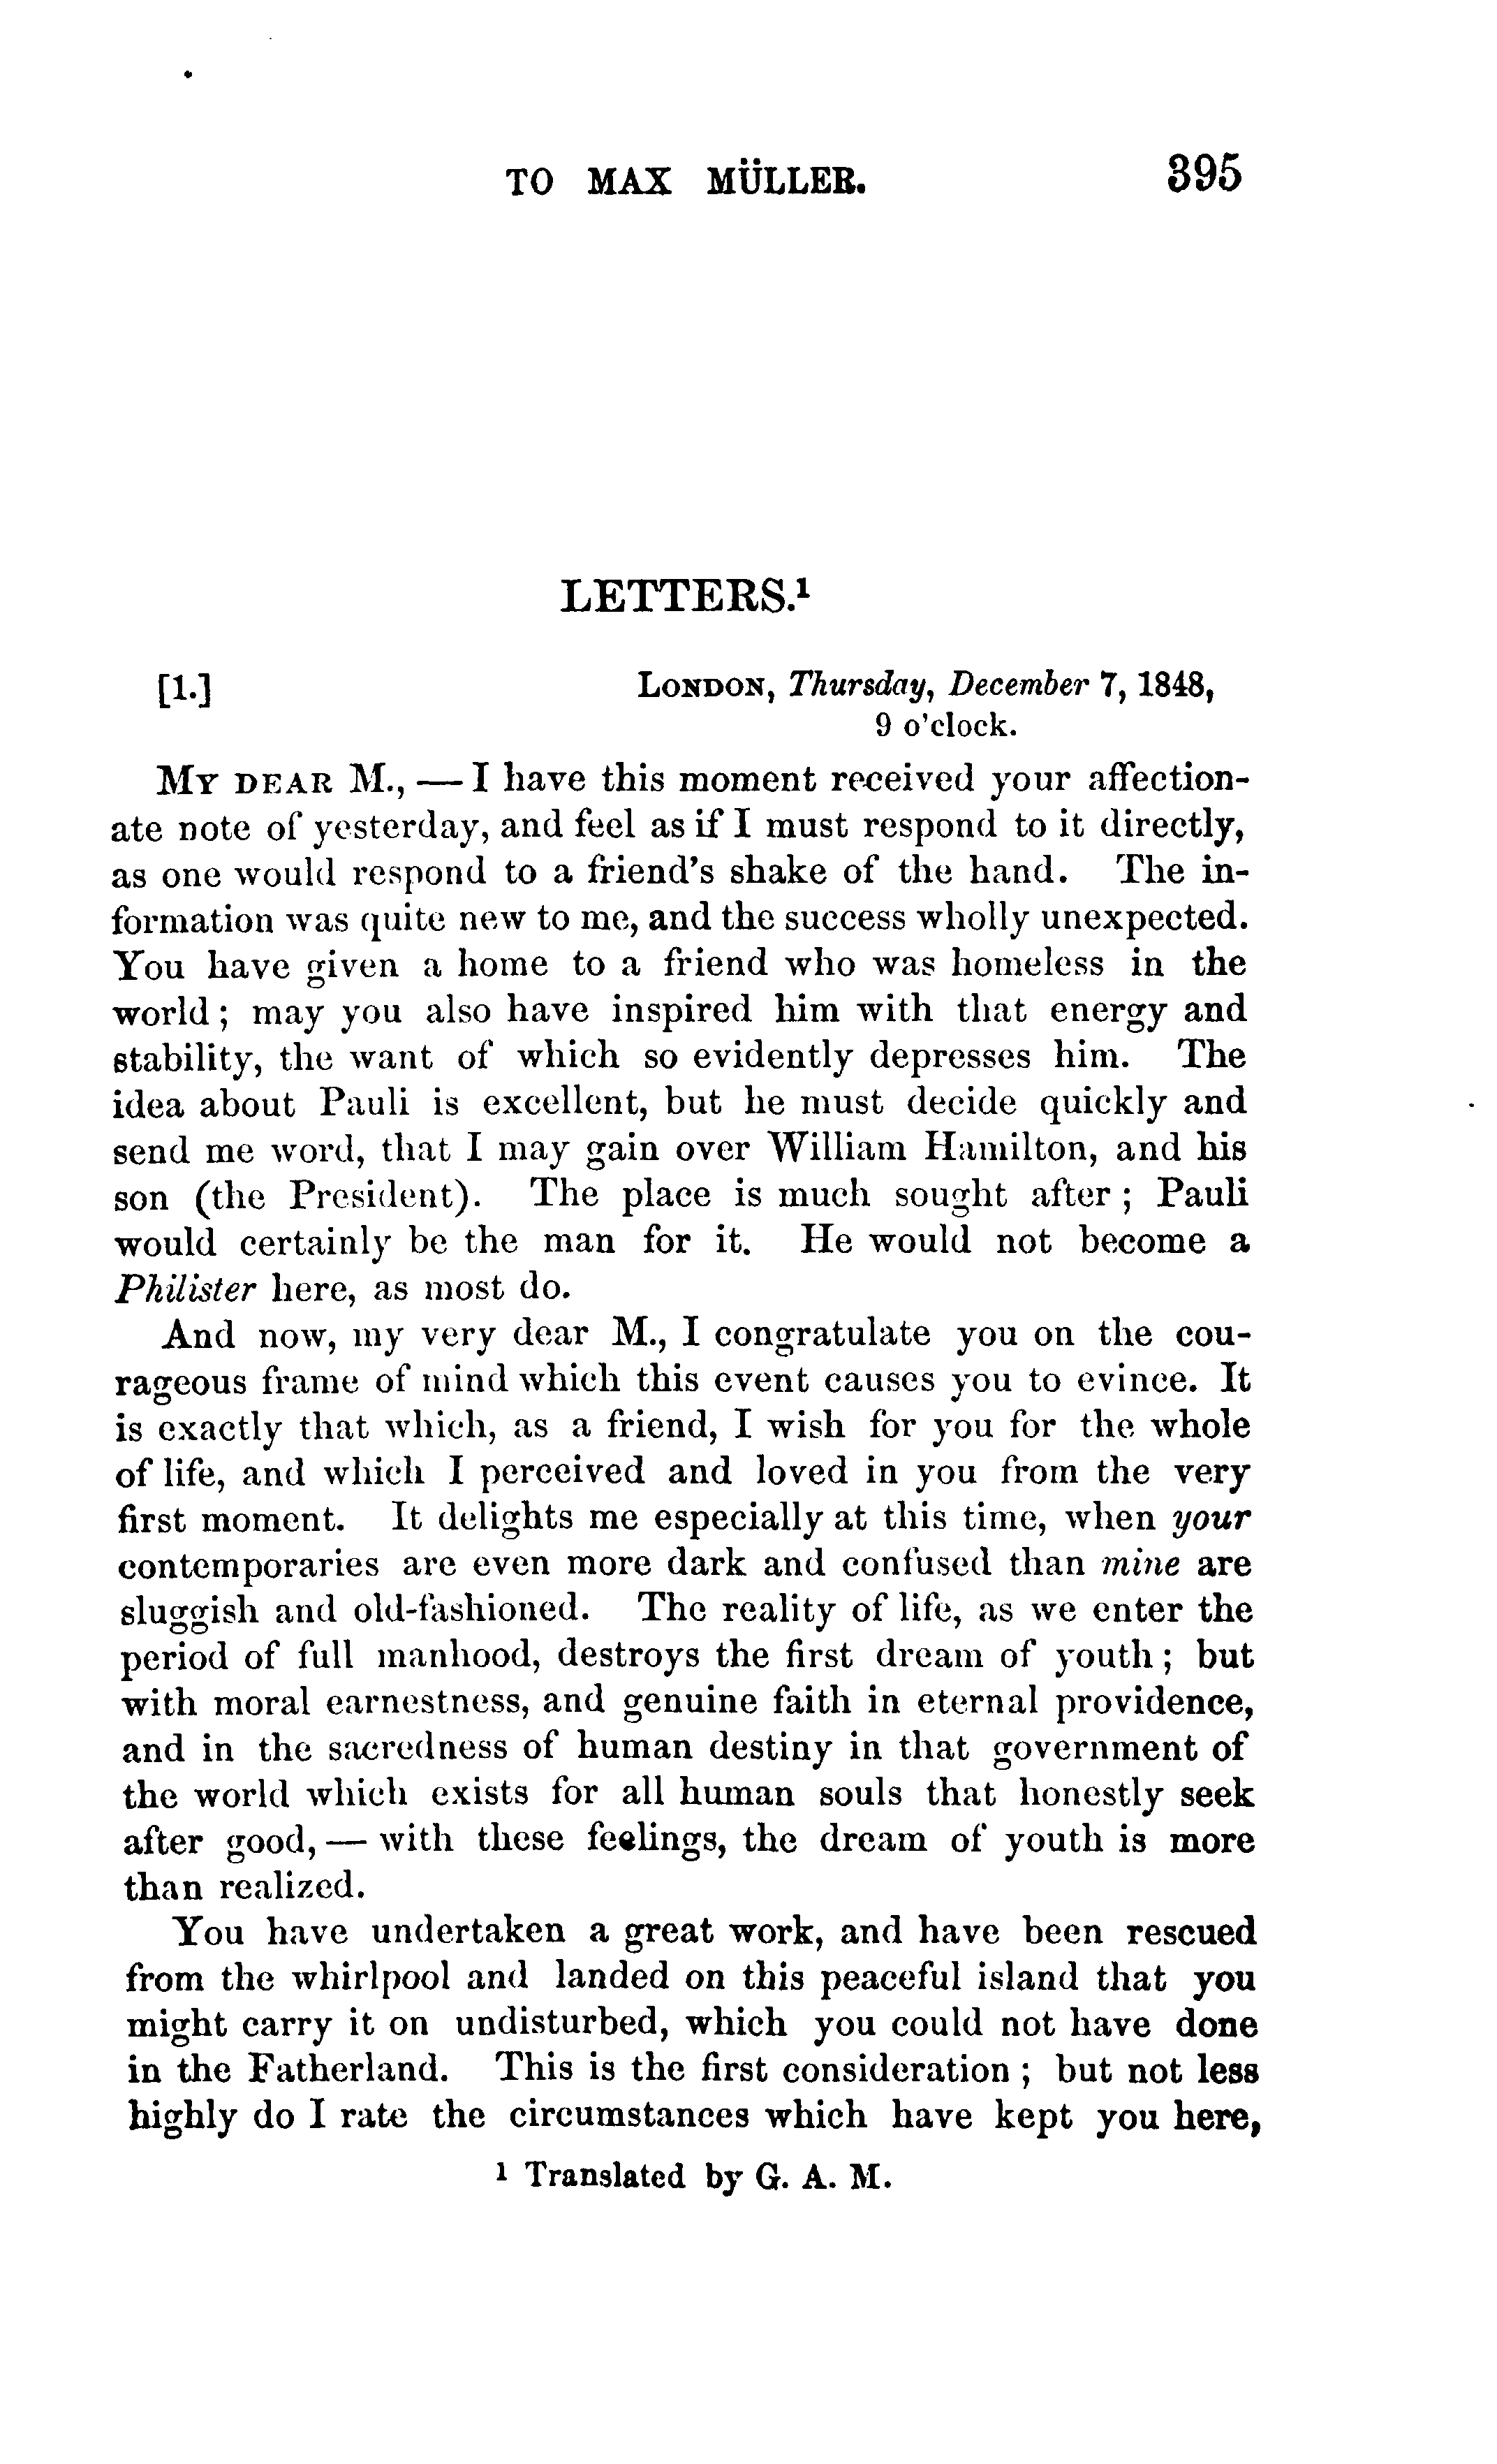 TO MAX MÜLLER. 395
LETTERS.¹
[1.] LONDON, Thursday, December 7, 1848,
9 o'clock.
MY DEAR M., — I have this moment received your affection-
ate note of yesterday, and feel as if I must respond to it directly,
as one would respond to a friend's shake of the hand. The in-
formation was quite new to me, and the success wholly unexpected.
You have given a home to a friend who was homeless in the
world; may you also have inspired him with that energy and
stability, the want of which so evidently depresses him. The
idea about Pauli is excellent, but he must decide quickly and
send me word, that I may gain over William Hamilton, and his
son (the President). The place is much sought after; Pauli
would certainly be the man for it. He would not become a
Philister here, as most do.
And now, my very dear M., I congratulate you on the cou-
rageous frame of mind which this event causes you to evince. It
is exactly that which, as a friend, I wish for you for the whole
of life, and which I perceived and loved in you from the very
first moment. It delights me especially at this time, when your
contemporaries are even more dark and confused than mine are
sluggish and old-fashioned. The reality of life, as we enter the
period of full manhood, destroys the first dream of youth; but
with moral earnestness, and genuine faith in eternal providence,
and in the sacredness of human destiny in that government of
the world which exists for all human souls that honestly seek
after good, — with these feelings, the dream of youth is more
than realized.
You have undertaken a great work, and have been rescued
from the whirlpool and landed on this peaceful island that you
might carry it on undisturbed, which you could not have done
in the Fatherland. This is the first consideration; but not less
highly do I rate the circumstances which have kept you here,
¹ Translated by G. A. M.